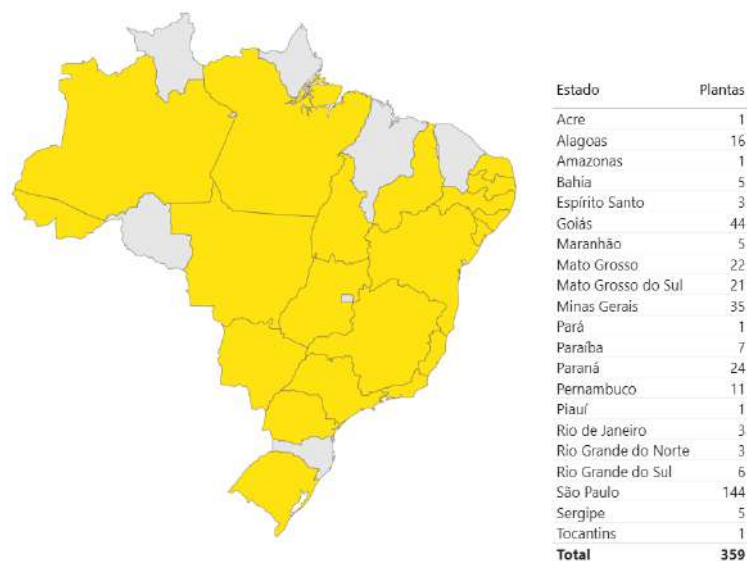 Estado Plantas
Acre 1
Alagoas 16
Amazonas 1
Bahia 5
Espírito Santo 3
Goiás 44
Maranhão 5
Mato Grosso 22
Mato Grosso do Sul 21
Minas Gerais 35
Pará 1
Paraíba 7
Paraná 24
Pernambuco 11
Piauí 1
Rio de Janeiro 3
Rio Grande do Norte 3
Rio Grande do Sul 6
São Paulo 144
Sergipe 5
Tocantins 1
Total 359